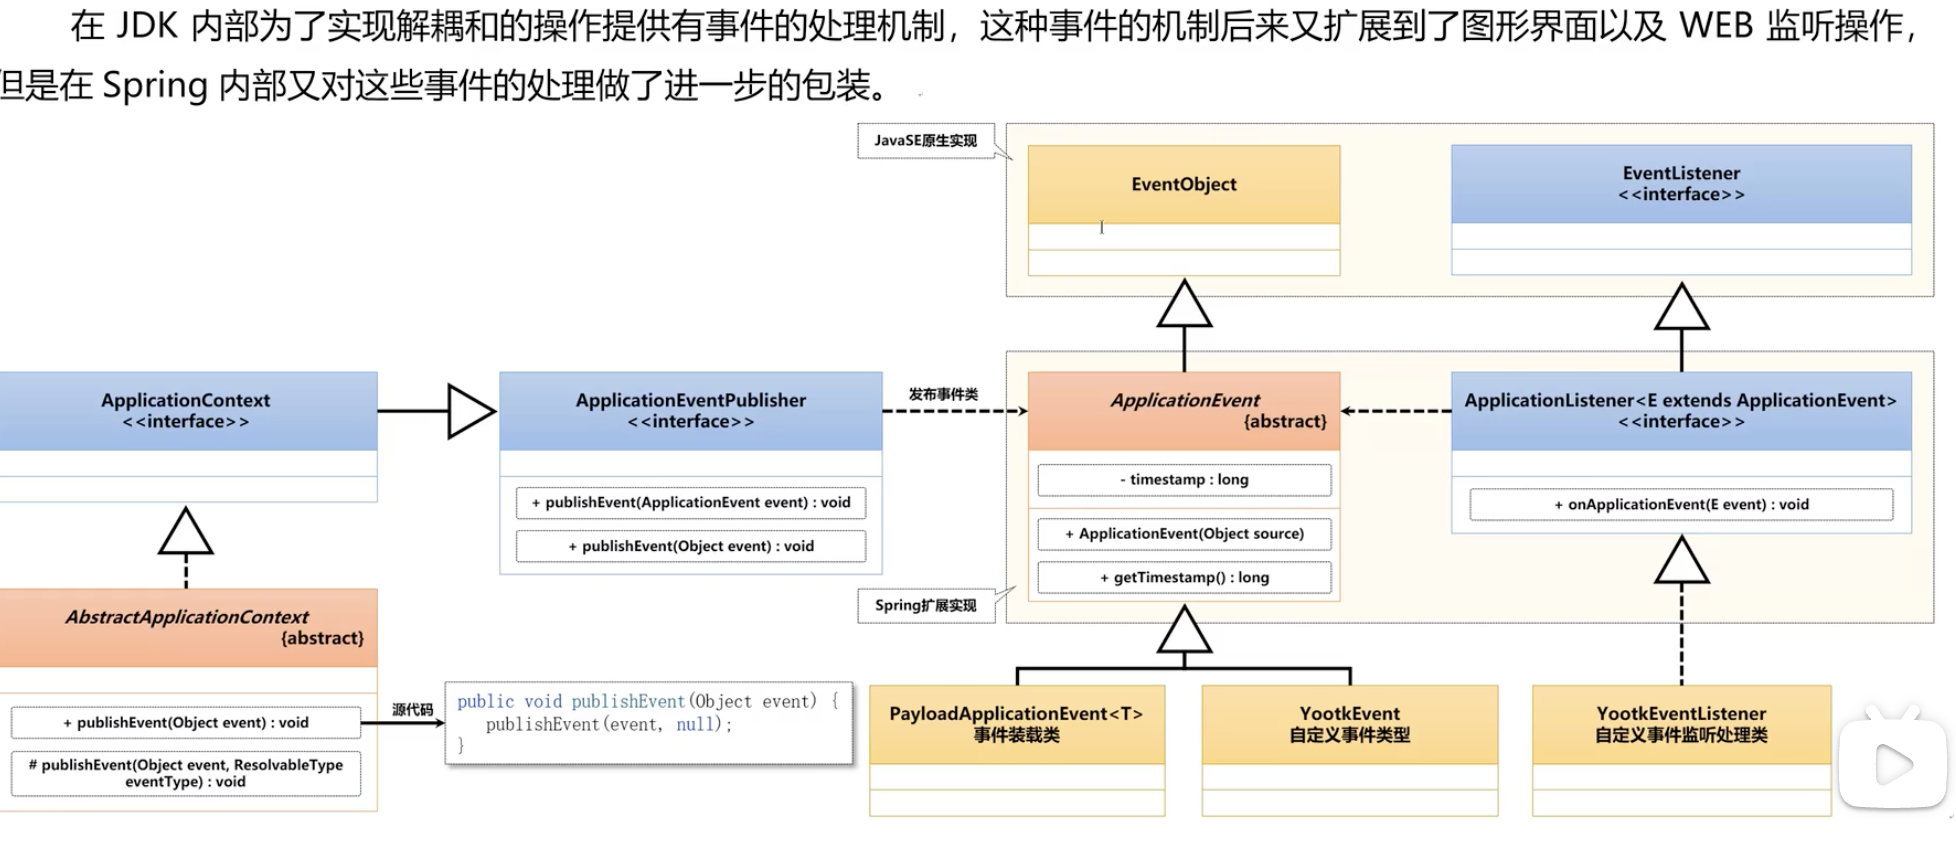 在 JDK 内部为了实现解耦和的操作提供有事件的处理机制，这种事件的机制后来又扩展到了图形界面以及 WEB 监听操作，
但是在 Spring 内部又对这些事件的处理做了进一步的包装。
JavaSE原生实现
EventObject
EventListener
<<interface>>
ApplicationContext
<<interface>>
ApplicationEventPublisher
<<interface>>
发布事件类
ApplicationEvent
{abstract}
ApplicationListener<E extends ApplicationEvent>
<<interface>>
+ publishEvent(ApplicationEvent event) : void
+ publishEvent(Object event) : void
- timestamp : long
+ ApplicationEvent(Object source)
+ getTimestamp() : long
+ onApplicationEvent(E event) : void
Spring扩展实现
AbstractApplicationContext
{abstract}
+ publishEvent(Object event) : void
# publishEvent(Object event, ResolvableType
eventType) : void
源代码
public void publishEvent(Object event) {
publishEvent(event, null);
}
PayloadApplicationEvent<T>
事件装载类
YootkEvent
自定义事件类型
YootkEventListener
自定义事件监听处理类